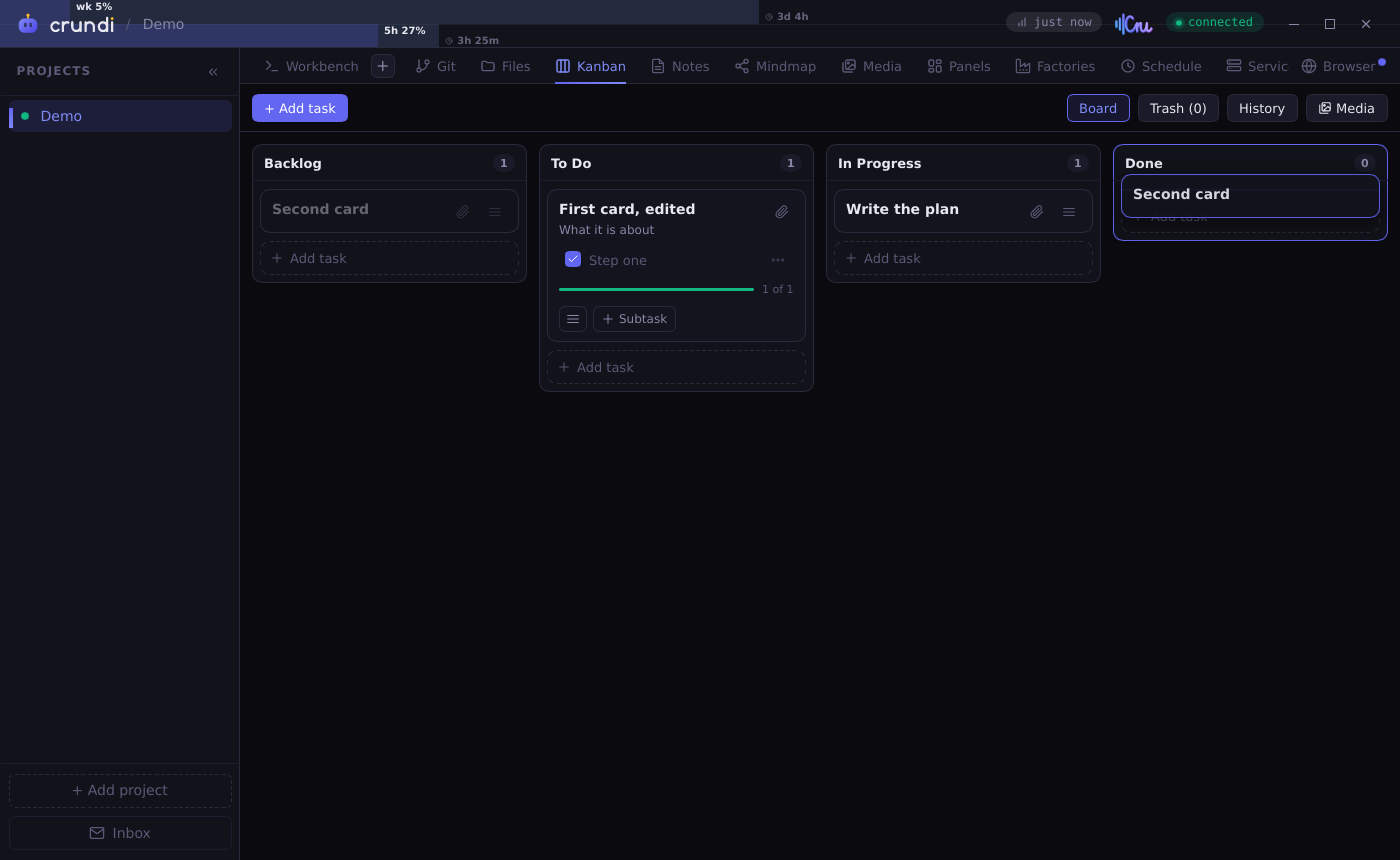 wk 5%
3d 4h
crundi / Demo
5h 27%
3h 25m
just now
Cru
connected
PROJECTS
Workbench
Git
Files
Kanban
Notes
Mindmap
Media
Panels
Factories
Schedule
Servic
Browser
Demo
+ Add task
Board
Trash (0)
History
Media
Backlog 1
Second card
+ Add task
To Do 1
First card, edited
What it is about
Step one
1 of 1
+ Subtask
+ Add task
In Progress 1
Write the plan
+ Add task
Done 0
Second card
+ Add task
+ Add project
Inbox